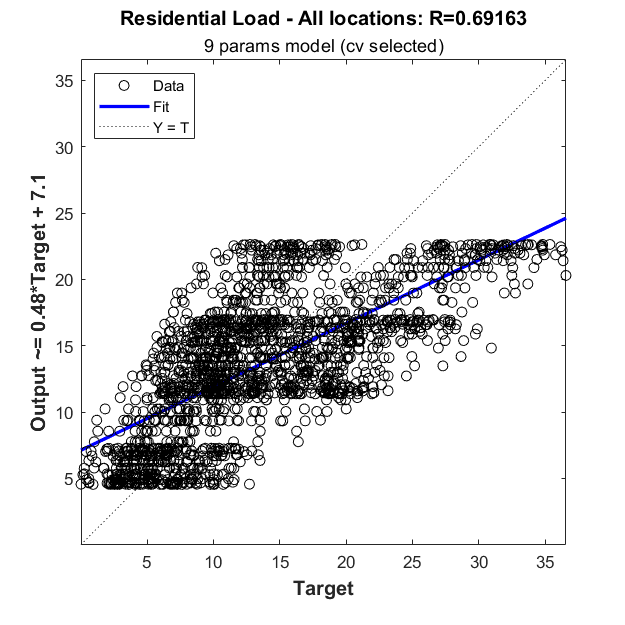 Residential Load - All locations: R=0.69163
9 params model (cv selected)
Data
Fit
Y = T
35
30
25
20
15
10
5
Output ~= 0.48*Target + 7.1
5 10 15 20 25 30 35
Target